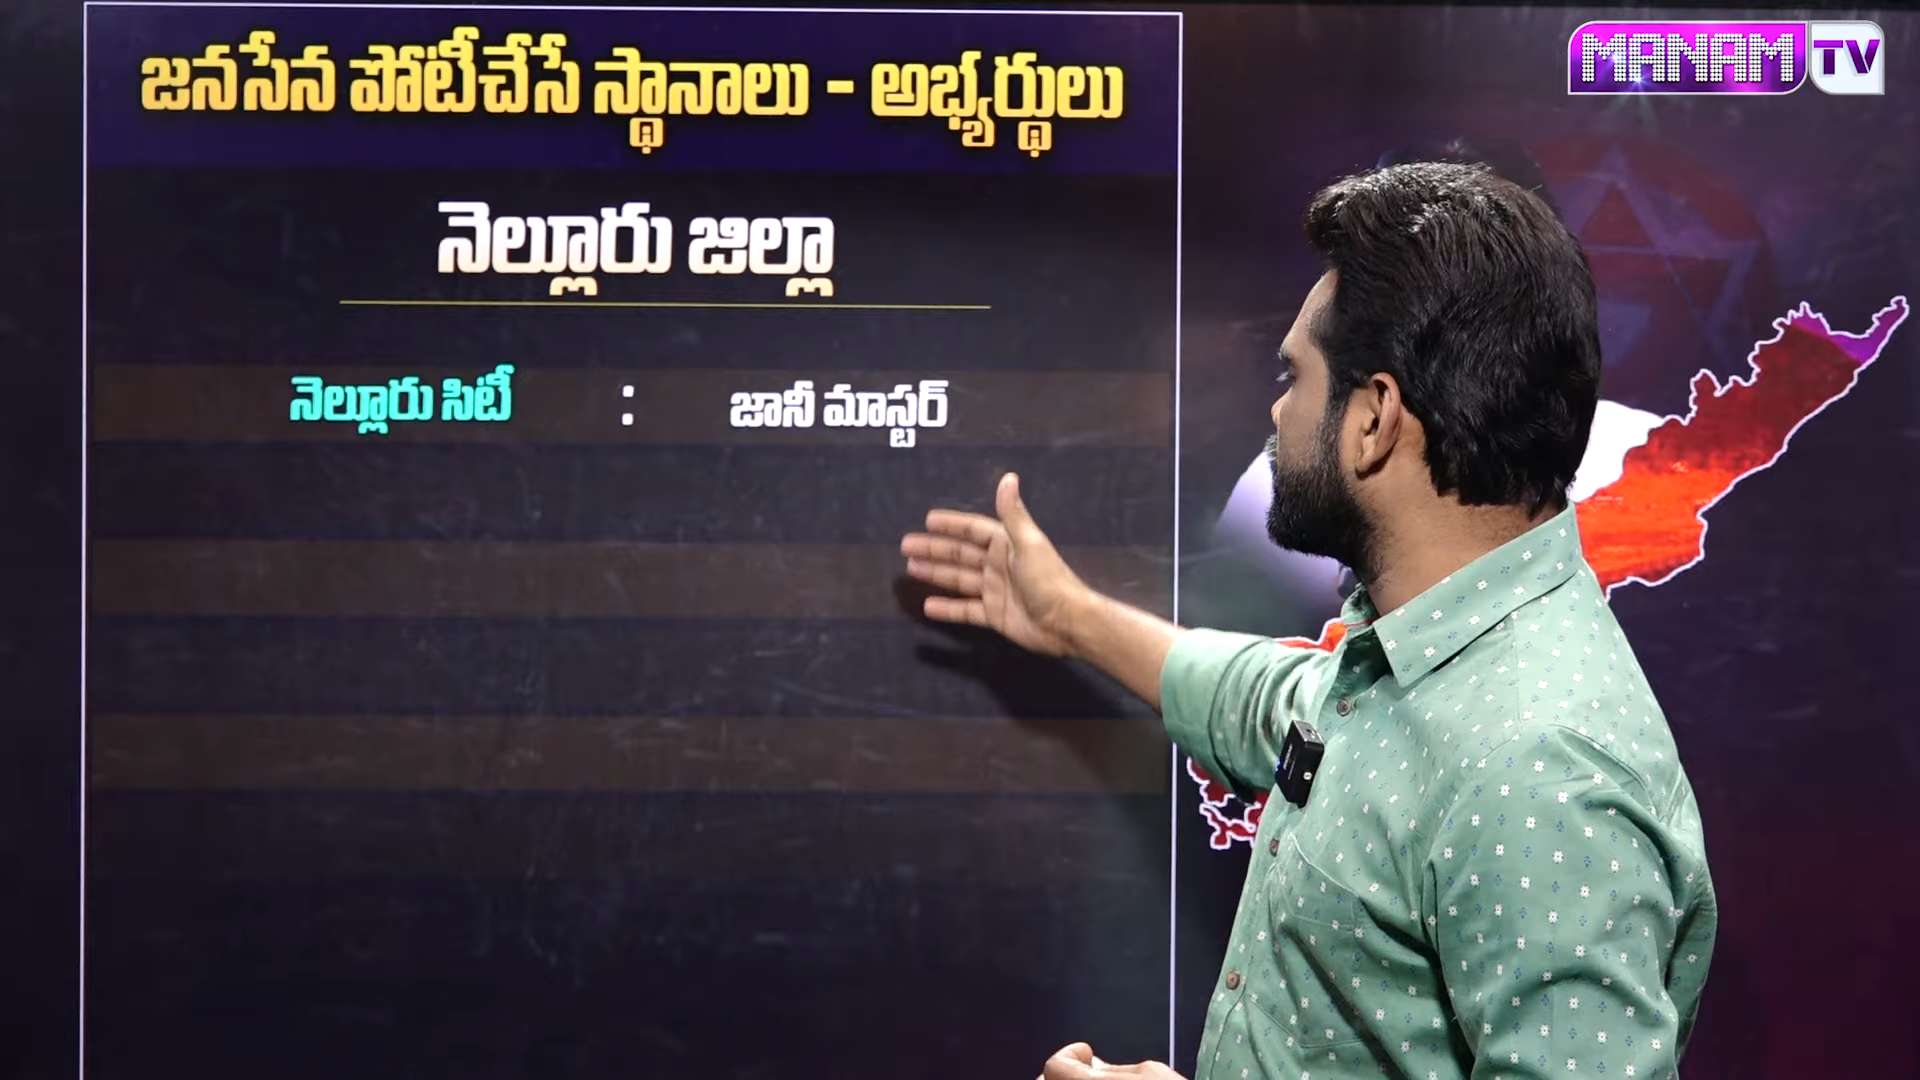 జనసేన పోటీచేసే స్థానాలు - అభ్యర్థులు
MANAM TV
నెల్లూరు జిల్లా
నెల్లూరు సిటీ : జానీ మాస్టర్